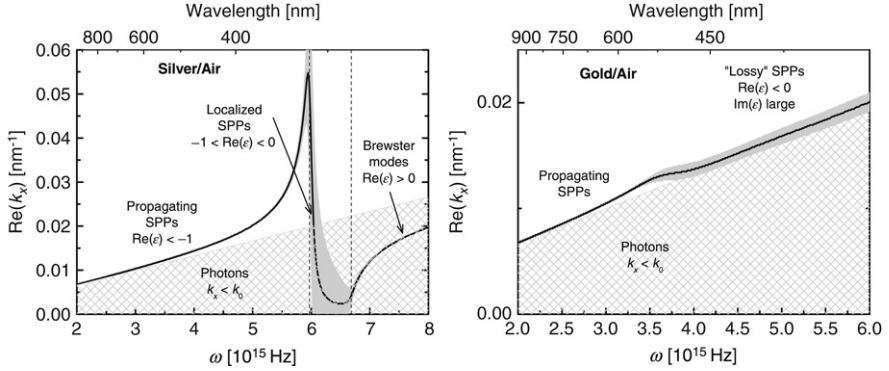 Wavelength [nm]
800 600 400
Silver/Air
Localized
SPPs
−1 < Re(ε) < 0
Brewster
modes
Re(ε) > 0
Propagating
SPPs
Re(ε) < −1
Photons
kx < k0
0.06
0.05
0.04
0.03
0.02
0.01
0.00
Re(kx) [nm−1]
2 3 4 5 6 7 8
ω [1015 Hz]
Wavelength [nm]
900 750 600 450
Gold/Air
"Lossy" SPPs
Re(ε) < 0
Im(ε) large
Propagating
SPPs
Photons
kx < k0
0.02
0.00
Re(kx) [nm−1]
2.0 2.5 3.0 3.5 4.0 4.5 5.0 5.5 6.0
ω [1015 Hz]